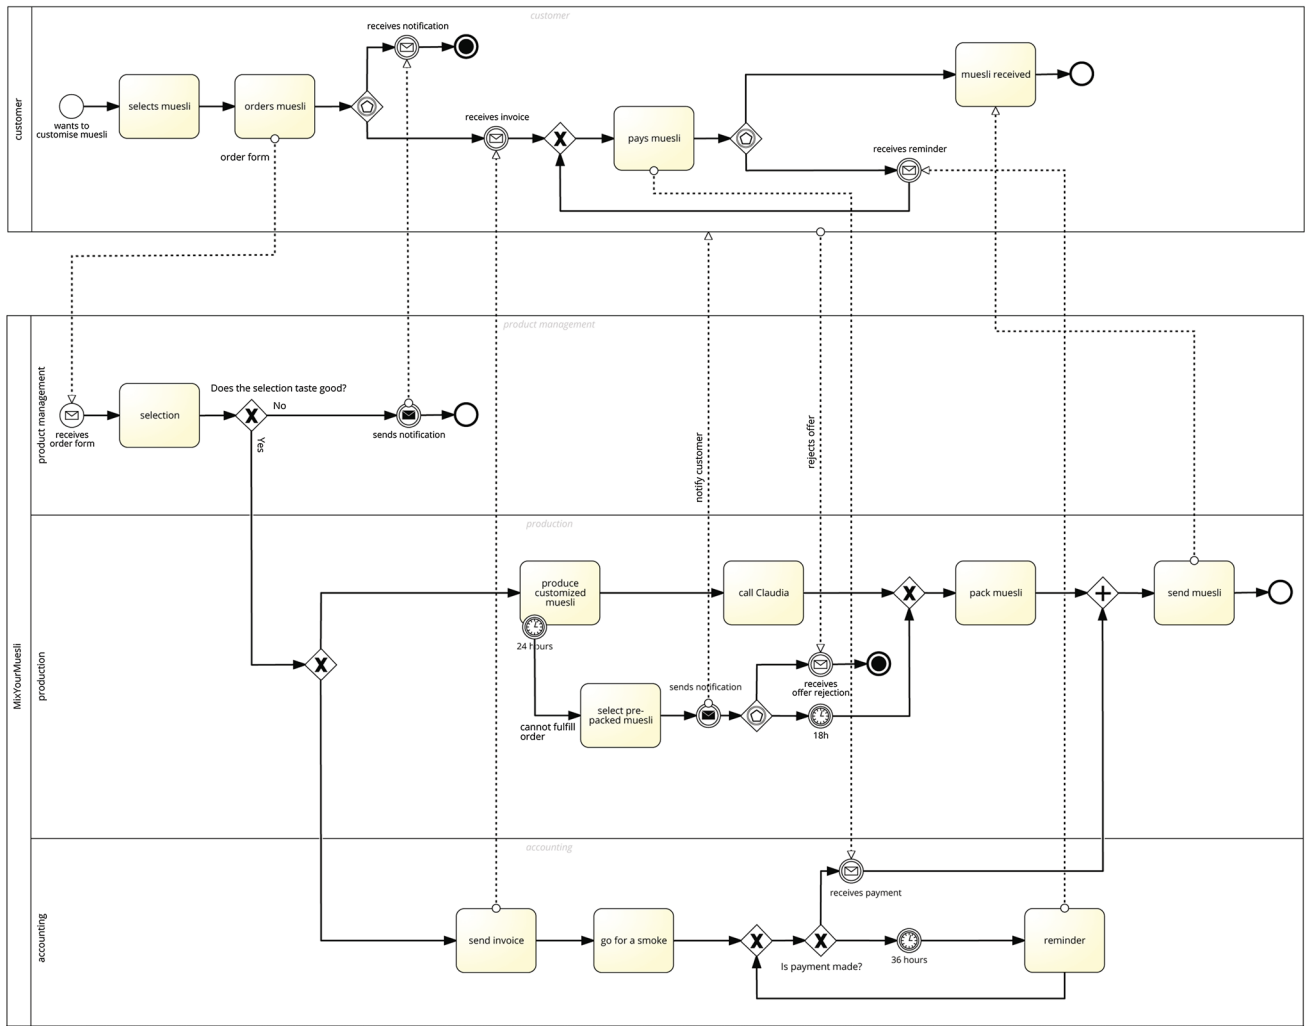 customer
customer
receives notification
selects muesli
orders muesli
wants to
customise muesli
order form
receives invoice
X
pays muesli
receives reminder
muesli received
MixYourMuesli
product management
product management
receives
order form
selection
Does the selection taste good?
X
No
Yes
sends notification
notify customer
rejects offer
production
production
X
produce
customized
muesli
24 hours
call Claudia
X
pack muesli
send muesli
cannot fulfill
order
select pre-
packed muesli
sends notification
receives
offer rejection
18h
accounting
accounting
send invoice
go for a smoke
X
X
Is payment made?
receives payment
36 hours
reminder